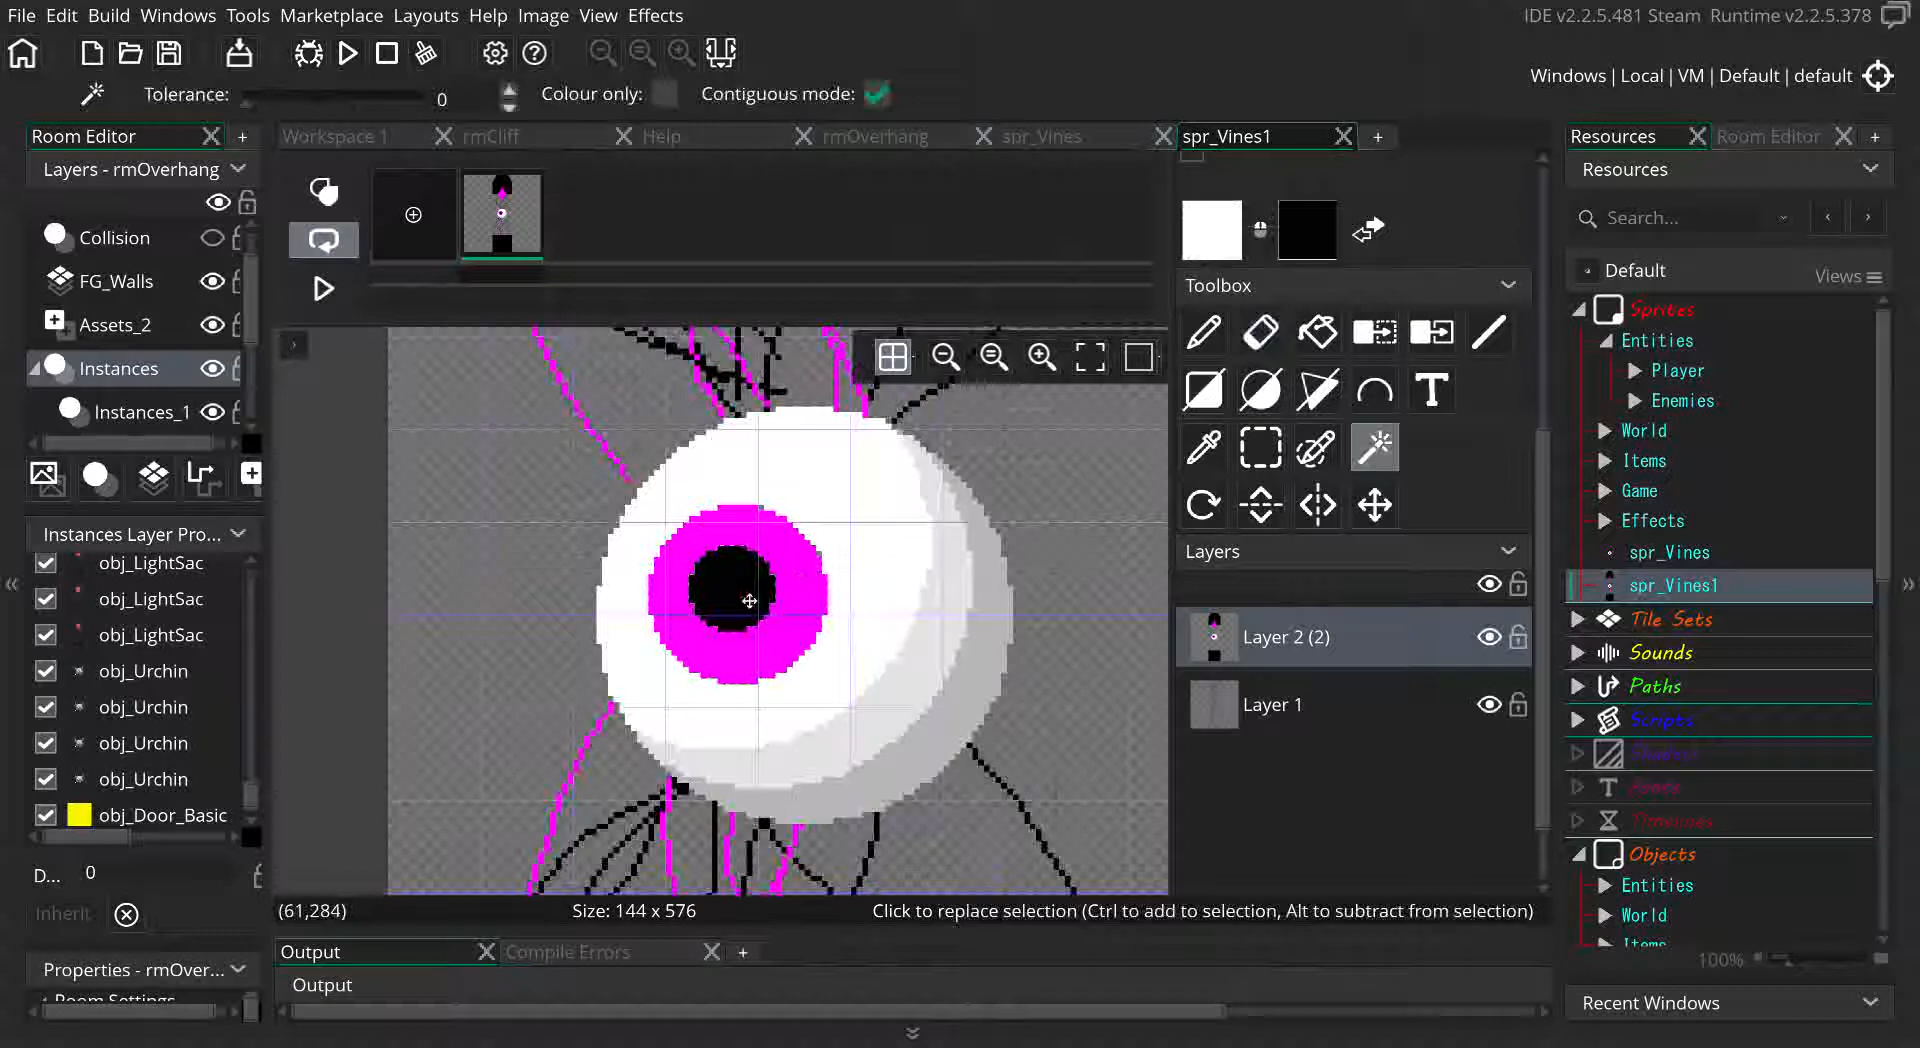 File Edit Build Windows Tools Marketplace Layouts Help Image View Effects
IDE v2.2.5.481 Steam Runtime v2.2.5.378
Windows | Local | VM | Default | default
Tolerance: 0 Colour only: Contiguous mode:
Room Editor
Workspace 1 rmCliff Help rmOverhang spr_Vines spr_Vines1
Resources Room Editor
Layers - rmOverhang
Resources
Search...
Collision
FG_Walls
Assets_2
Instances
Instances_1
Toolbox
Default
Views
Sprites
Entities
Player
Enemies
World
Items
Game
Effects
spr_Vines
spr_Vines1
Tile Sets
Sounds
Paths
Scripts
Shaders
Fonts
Timelines
Objects
Entities
World
Items
100%
Recent Windows
Instances Layer Pro...
obj_LightSac
obj_LightSac
obj_LightSac
obj_Urchin
obj_Urchin
obj_Urchin
obj_Urchin
obj_Door_Basic
D... 0
Inherit
Properties - rmOver...
Room Settings
Layers
Layer 2 (2)
Layer 1
(61,284)
Size: 144 x 576
Click to replace selection (Ctrl to add to selection, Alt to subtract from selection)
Output Compile Errors
Output